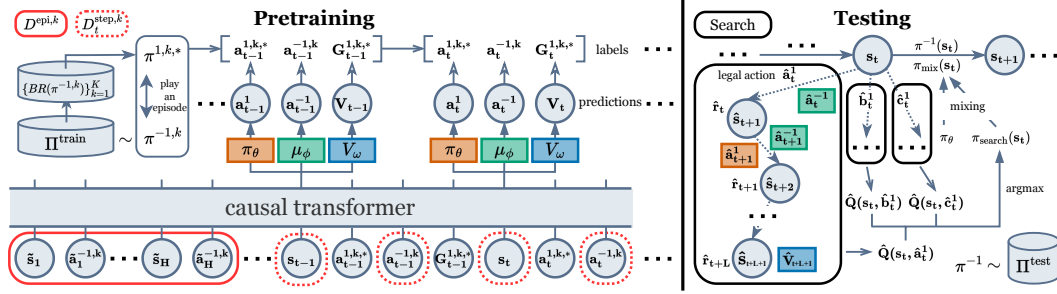 Pretraining
D^{epi,k}
D_t^{step,k}
π^{1,k,*}
play an
episode
π^{-1,k}
{BR(π^{-1,k})}_{k=1}^K
Π^{train}
∼
[ a_{t-1}^{1,k,*} a_{t-1}^{-1,k} G_{t-1}^{1,k,*} ]
[ a_t^{1,k,*} a_t^{-1,k} G_t^{1,k,*} ]
labels
...
... a_{t-1}^1 a_{t-1}^{-1} V_{t-1}
a_t^1 a_t^{-1} V_t
predictions
...
π_θ μ_ϕ V_ω
π_θ μ_ϕ V_ω
causal transformer
s̃_1 ã_1^{-1,k} ... s̃_H ã_H^{-1,k} ... s_{t-1} a_{t-1}^{1,k,*} a_{t-1}^{-1,k} G_{t-1}^{1,k,*} s_t a_t^{1,k,*} a_t^{-1,k} ...
Testing
Search
... ... s_t π^{-1}(s_t) s_{t+1} ...
π_{mix}(s_t)
legal action â_t^1
r̂_t ŝ_{t+1} â_t^{-1}
â_{t+1}^1 â_{t+1}^{-1}
r̂_{t+1} ŝ_{t+2}
...
r̂_{t+L} ŝ_{t+L+1} V̂_{t+L+1}
b̂_t^1 ĉ_t^1
... ...
mixing
π_θ π_{search}(s_t)
argmax
Q̂(s_t, b̂_t^1) Q̂(s_t, ĉ_t^1)
Q̂(s_t, â_t^1)
π^{-1} ∼ Π^{test}